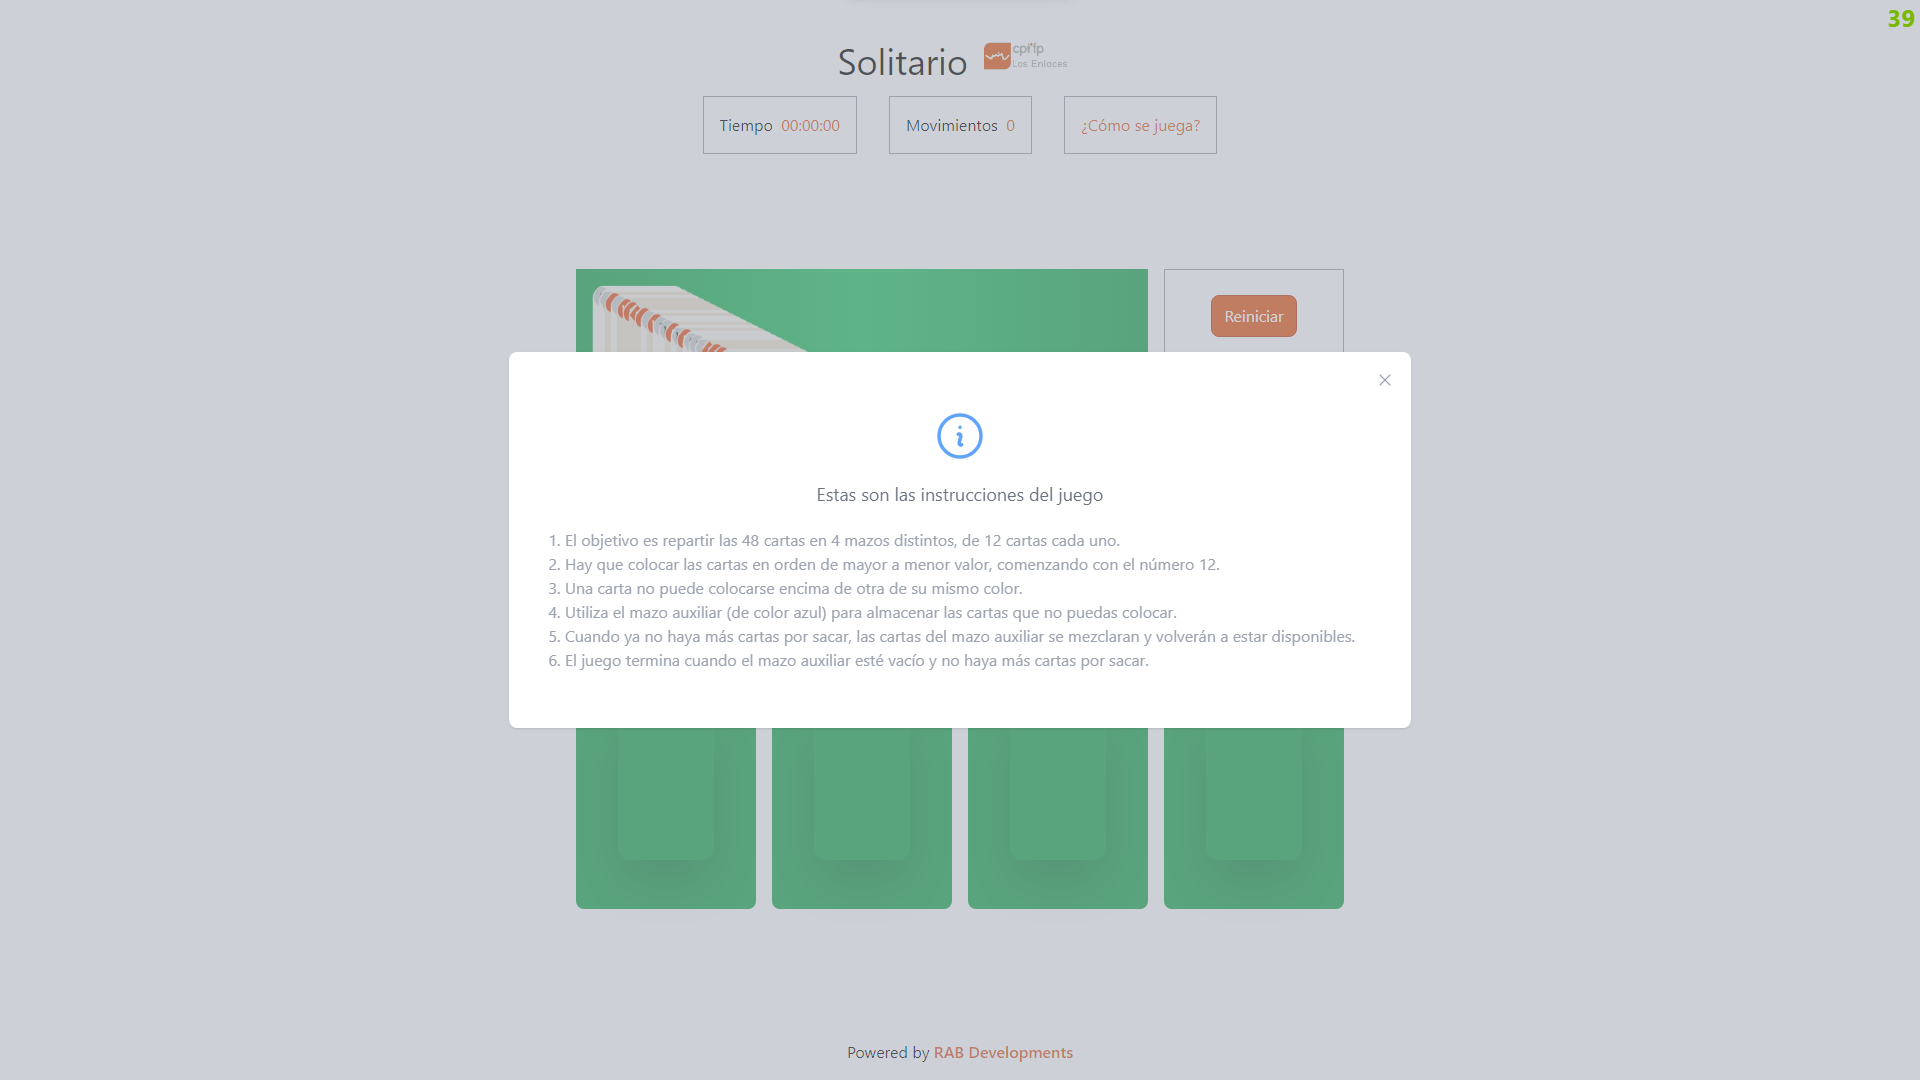 39
Solitario
cpifp
Los Enlaces
Tiempo 00:00:00
Movimientos 0
¿Cómo se juega?
Reiniciar
Estas son las instrucciones del juego
1. El objetivo es repartir las 48 cartas en 4 mazos distintos, de 12 cartas cada uno.
2. Hay que colocar las cartas en orden de mayor a menor valor, comenzando con el número 12.
3. Una carta no puede colocarse encima de otra de su mismo color.
4. Utiliza el mazo auxiliar (de color azul) para almacenar las cartas que no puedas colocar.
5. Cuando ya no haya más cartas por sacar, las cartas del mazo auxiliar se mezclaran y volverán a estar disponibles.
6. El juego termina cuando el mazo auxiliar esté vacío y no haya más cartas por sacar.
Powered by RAB Developments